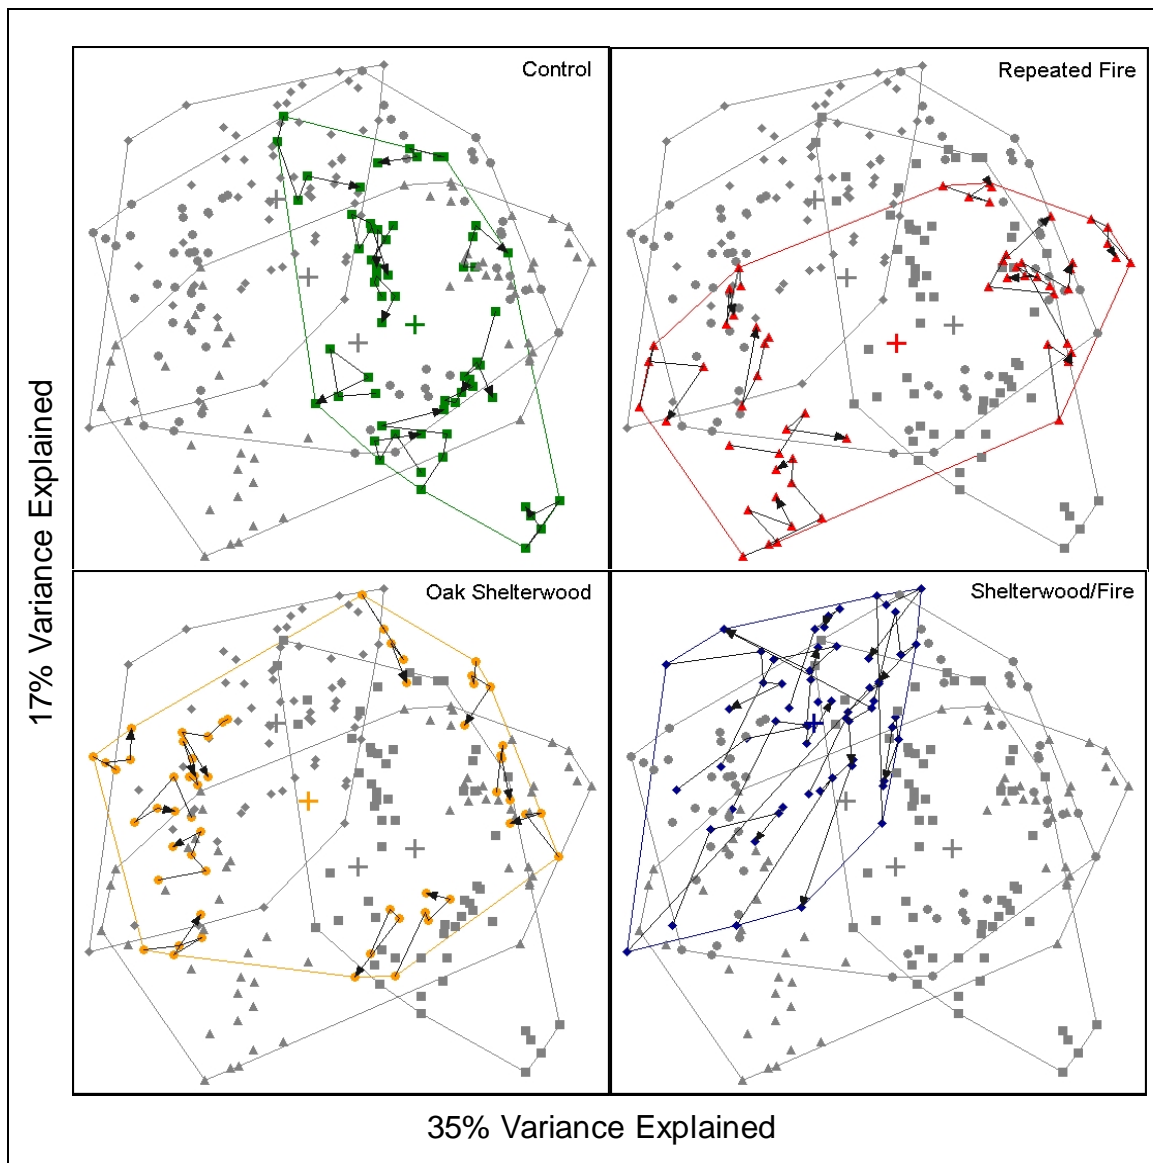 Control
Repeated Fire
Oak Shelterwood
Shelterwood/Fire
17% Variance Explained
35% Variance Explained